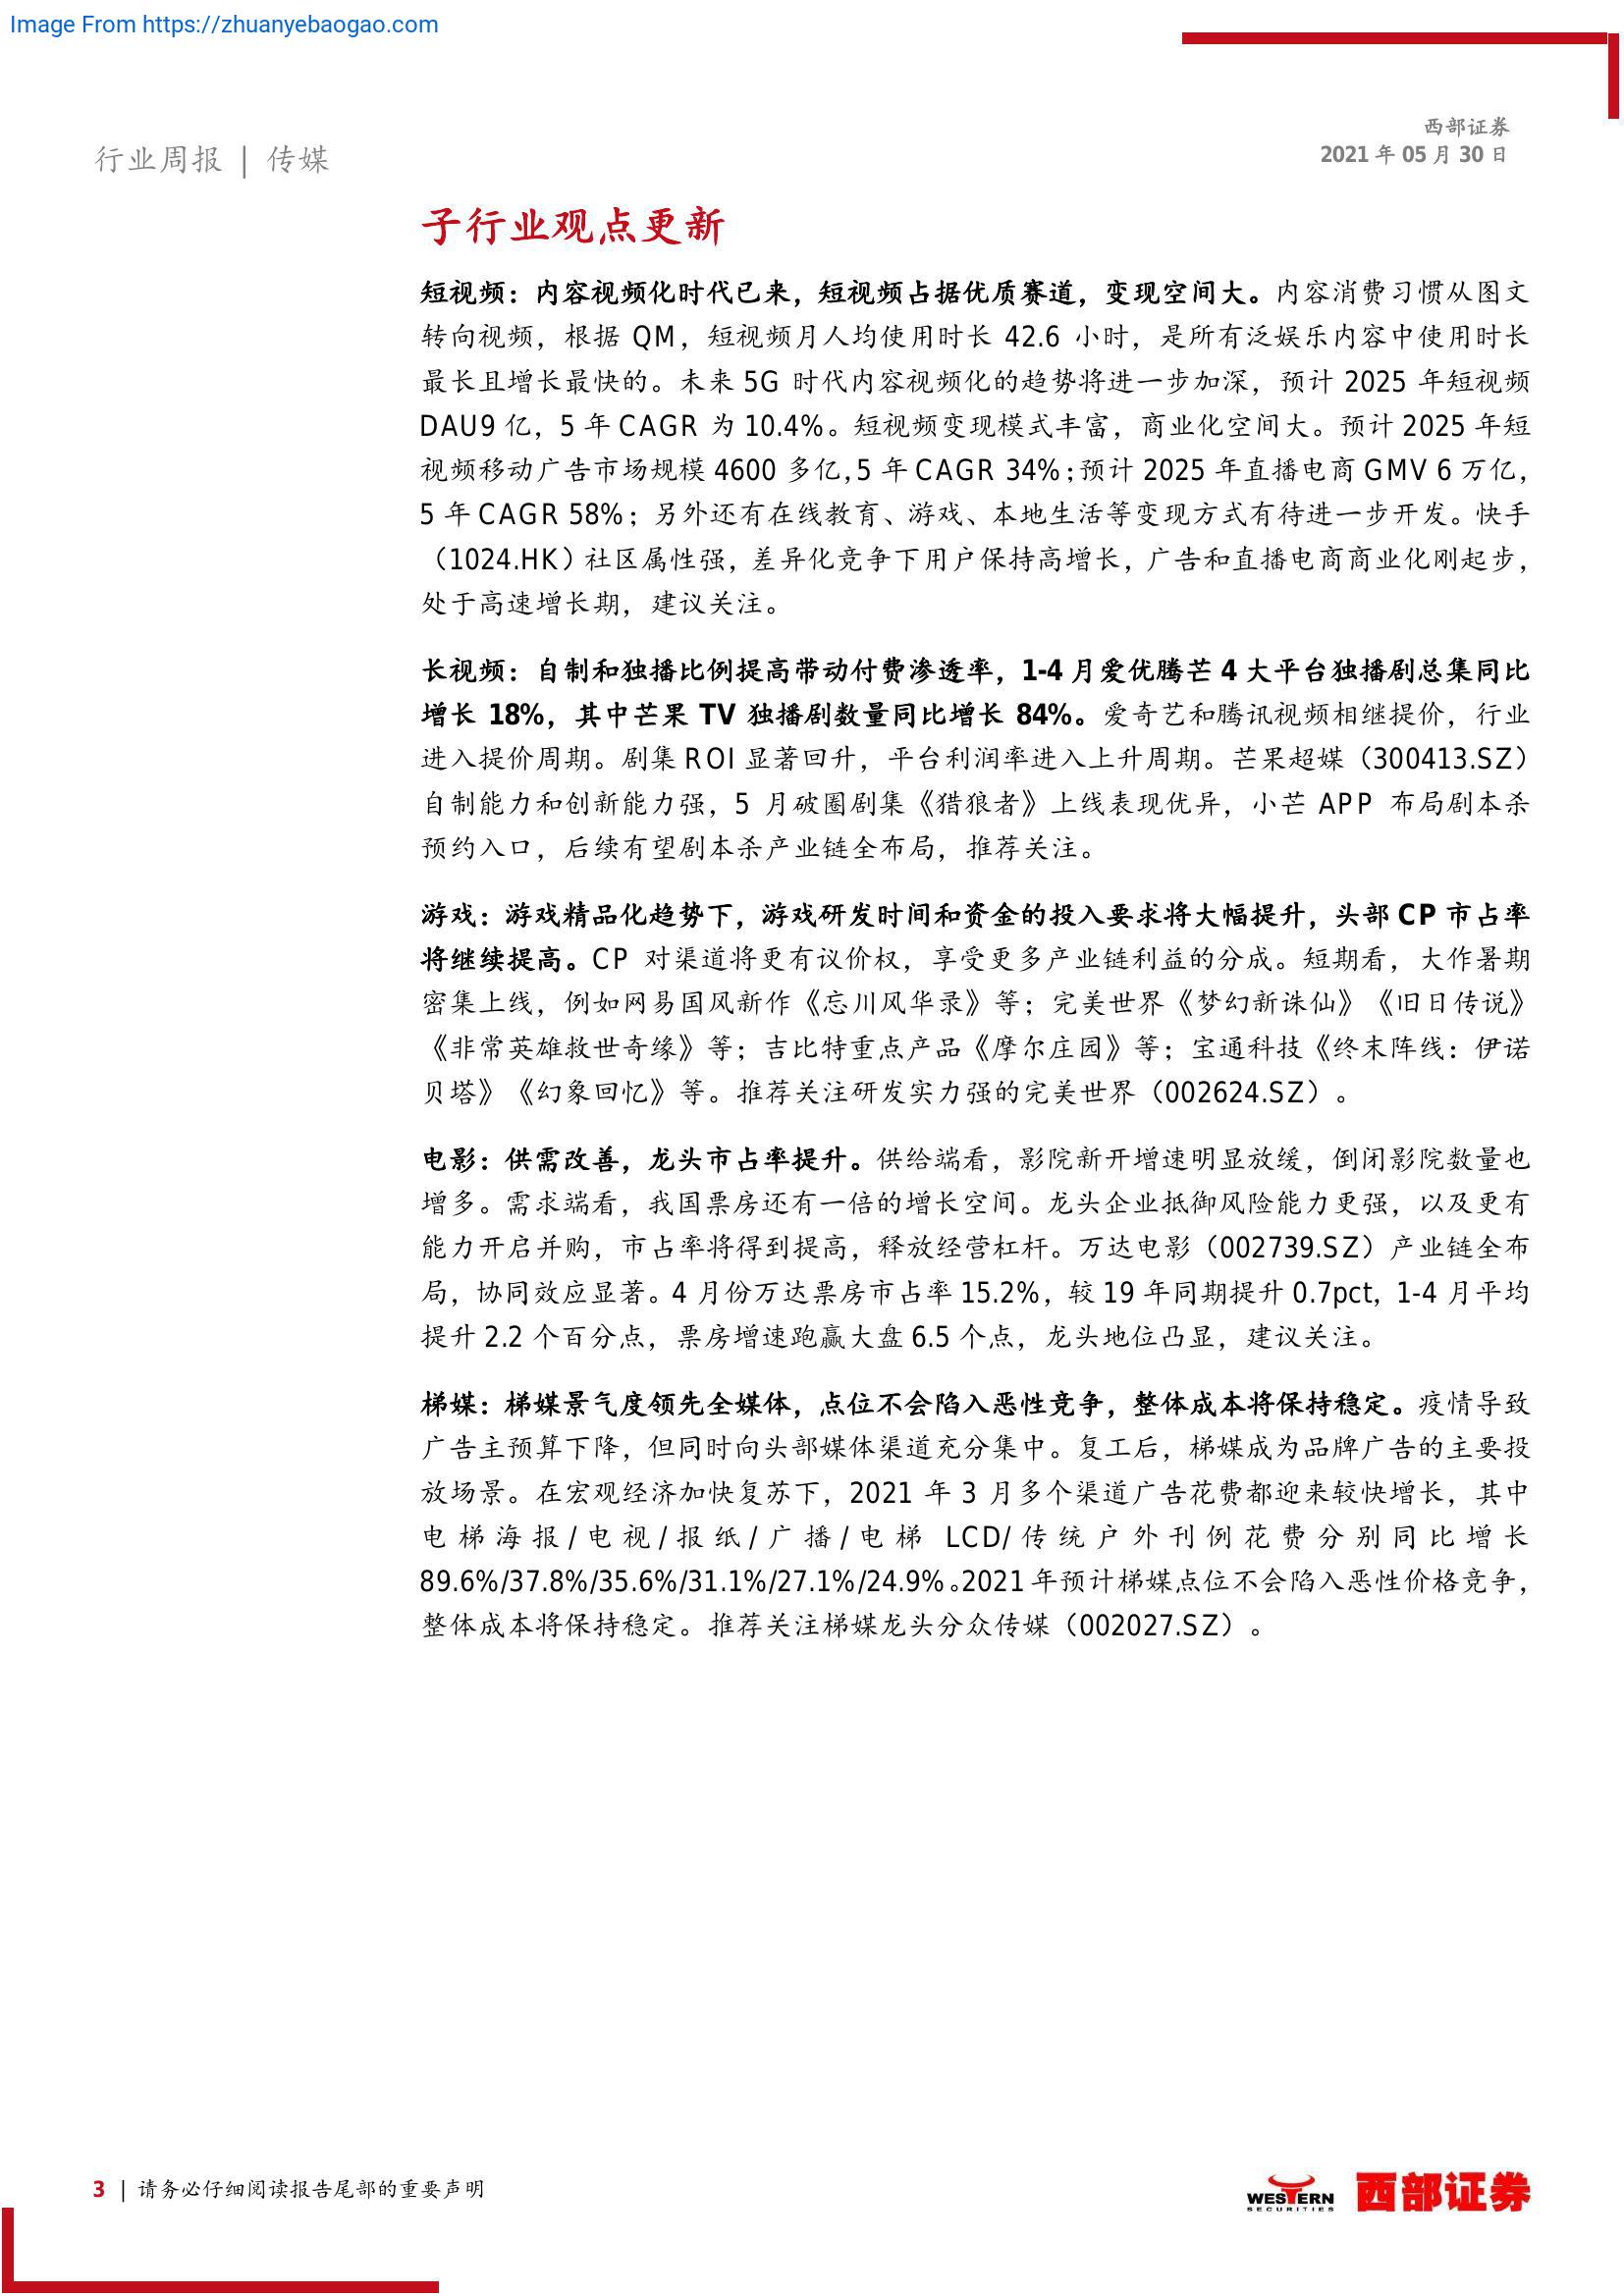 Image From https://zhuanyebaogao.com
西部证券
2021 年 05 月 30 日
行业周报 | 传媒
子行业观点更新
短视频：内容视频化时代已来，短视频占据优质赛道，变现空间大。内容消费习惯从图文
转向视频，根据 QM，短视频月人均使用时长 42.6 小时，是所有泛娱乐内容中使用时长
最长且增长最快的。未来 5G 时代内容视频化的趋势将进一步加深，预计 2025 年短视频
DAU9 亿，5 年 CAGR 为 10.4%。短视频变现模式丰富，商业化空间大。预计 2025 年短
视频移动广告市场规模 4600 多亿，5 年 CAGR 34%；预计 2025 年直播电商 GMV 6 万亿，
5 年 CAGR 58%；另外还有在线教育、游戏、本地生活等变现方式有待进一步开发。快手
（1024.HK）社区属性强，差异化竞争下用户保持高增长，广告和直播电商商业化刚起步，
处于高速增长期，建议关注。
长视频：自制和独播比例提高带动付费渗透率，1-4 月爱优腾芒 4 大平台独播剧总集同比
增长 18%，其中芒果 TV 独播剧数量同比增长 84%。爱奇艺和腾讯视频相继提价，行业
进入提价周期。剧集 ROI 显著回升，平台利润率进入上升周期。芒果超媒（300413.SZ）
自制能力和创新能力强，5 月破圈剧集《猎狼者》上线表现优异，小芒 APP 布局剧本杀
预约入口，后续有望剧本杀产业链全布局，推荐关注。
游戏：游戏精品化趋势下，游戏研发时间和资金的投入要求将大幅提升，头部 CP 市占率
将继续提高。CP 对渠道将更有议价权，享受更多产业链利益的分成。短期看，大作暑期
密集上线，例如网易国风新作《忘川风华录》等；完美世界《梦幻新诛仙》《旧日传说》
《非常英雄救世奇缘》等；吉比特重点产品《摩尔庄园》等；宝通科技《终末阵线：伊诺
贝塔》《幻象回忆》等。推荐关注研发实力强的完美世界（002624.SZ）。
电影：供需改善，龙头市占率提升。供给端看，影院新开增速明显放缓，倒闭影院数量也
增多。需求端看，我国票房还有一倍的增长空间。龙头企业抵御风险能力更强，以及更有
能力开启并购，市占率将得到提高，释放经营杠杆。万达电影（002739.SZ）产业链全布
局，协同效应显著。4 月份万达票房市占率 15.2%，较 19 年同期提升 0.7pct，1-4 月平均
提升 2.2 个百分点，票房增速跑赢大盘 6.5 个点，龙头地位凸显，建议关注。
梯媒：梯媒景气度领先全媒体，点位不会陷入恶性竞争，整体成本将保持稳定。疫情导致
广告主预算下降，但同时向头部媒体渠道充分集中。复工后，梯媒成为品牌广告的主要投
放场景。在宏观经济加快复苏下，2021 年 3 月多个渠道广告花费都迎来较快增长，其中
电梯海报/电视/报纸/广播/电梯 LCD/传统户外刊例花费分别同比增长
89.6%/37.8%/35.6%/31.1%/27.1%/24.9%。2021 年预计梯媒点位不会陷入恶性价格竞争，
整体成本将保持稳定。推荐关注梯媒龙头分众传媒（002027.SZ）。
3 | 请务必仔细阅读报告尾部的重要声明
WESTERN
SECURITIES
西部证券